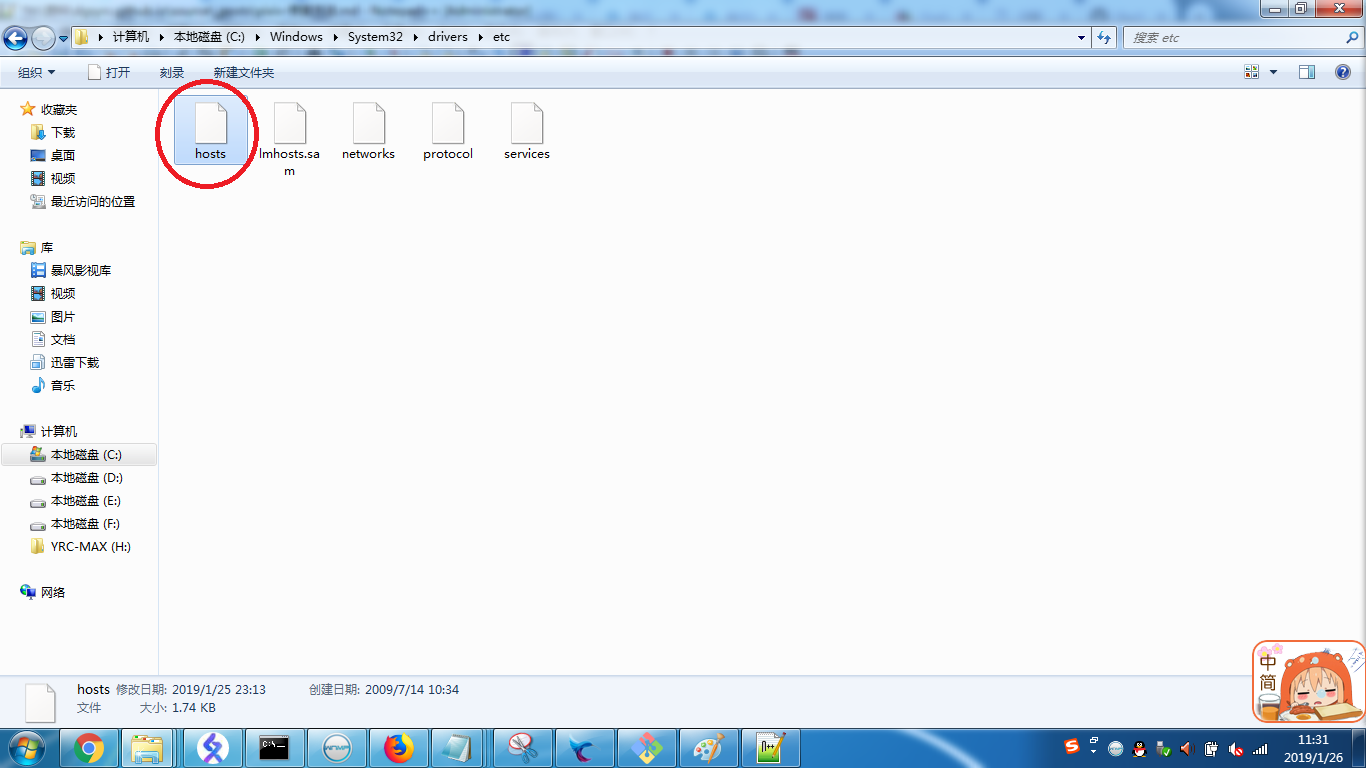 计算机 本地磁盘 (C:) Windows System32 drivers etc
搜索 etc
组织 打开 刻录 新建文件夹
收藏夹
下载
桌面
视频
最近访问的位置
库
暴风影视库
视频
图片
文档
迅雷下载
音乐
计算机
本地磁盘 (C:)
本地磁盘 (D:)
本地磁盘 (E:)
本地磁盘 (F:)
YRC-MAX (H:)
网络
hosts
lmhosts.sa
m
networks
protocol
services
hosts 修改日期: 2019/1/25 23:13 创建日期: 2009/7/14 10:34
文件 大小: 1.74 KB
中
简
11:31
2019/1/26